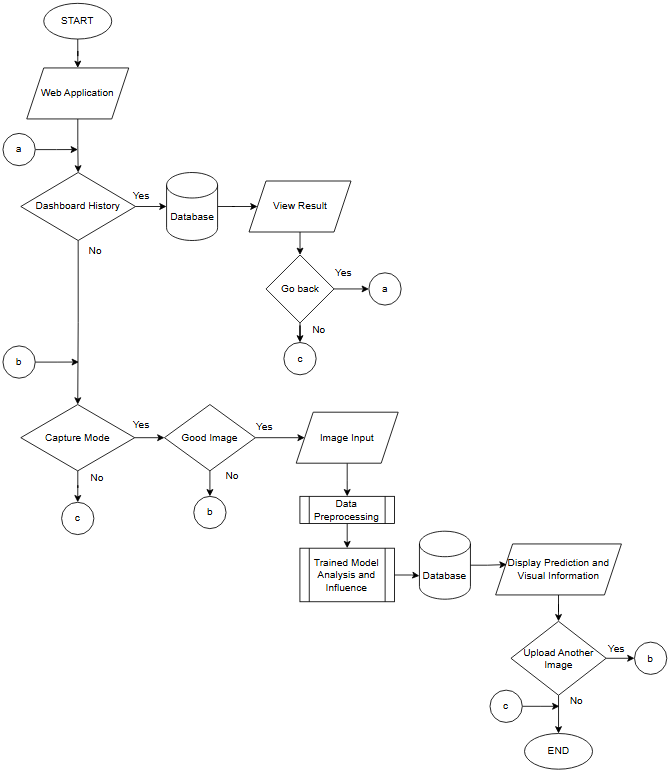 START
Web Application
a
Dashboard History
Yes
Database
View Result
No
Go back
Yes
a
No
c
b
Capture Mode
Yes
Good Image
Yes
Image Input
No
c
No
b
Data
Preprocessing
Trained Model
Analysis and
Influence
Database
Display Prediction and
Visual Information
Upload Another
Image
Yes
b
No
c
END